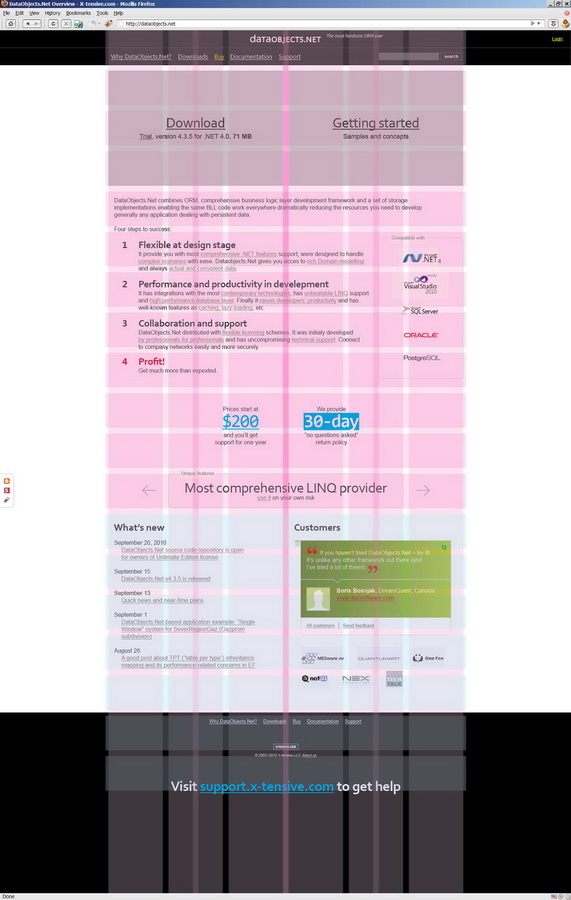 DataObjects.Net Overview - X-tensive.com - Mozilla Firefox
File Edit View History Bookmarks Tools Help
http://dataobjects.net
DATAOBJECTS.NET The most hardcore ORM ever
Login
Why DataObjects.Net? Downloads Buy Documentation Support
search
Download
Trial, version 4.3.5 for .NET 4.0, 71 MB
Getting started
Samples and concepts
DataObjects.Net combines ORM, comprehensive business logic layer development framework and a set of storage
implementations enabling the same BLL code work everywhere dramatically reducing the resources you need to develop
generally any application dealing with persistent data.
Four steps to success:
1 Flexible at design stage
It provide you with most comprehensive .NET features support, were designed to handle
complex scenarios with ease. Dataobjects.Net gives you acces to rich Domain modelling
and always actual and consistent data.
2 Performance and productivity in development
It has integrations with the most contemporary technologies, has unbeatable LINQ support
and high performance database layer. Finally it raises developers' productivity and has
well-known features as caching, lazy-loading, etc.
3 Collaboration and support
DataObjects.Net distributed with flexible licensing schemes. It was initialy developed
by professionals for professionals and has uncompromising technical support. Connect
to company networks easily and more securely.
4 Profit!
Get much more than expexted.
Compatible with
Microsoft
.NET 4
Visual Studio
2010
SQL Server
ORACLE
PostgreSQL
Prices start at
$200
and you'll get
support for one year
We provide
30-day
"no questions asked"
return policy
Unique features
Most comprehensive LINQ provider
use it on your own risk
What's new
September 20, 2010
DataObjects.Net source code repository is open
for owners of Unlimate Edition license
September 15
DataObjects.Net v4.3.5 is released
September 13
Quick news and near-time plans
September 1
DataObjects.Net-based application example: "Single
Window" system for SeverRegionGaz (Gazprom
subdivision)
August 26
A good post about TPT ("table per type") inheritance
mapping and its performance related concerns in EF
Customers
If you haven't tried DataObjects.Net – try it!
It's unlike any other framework out there (and
I've tried a lot of them).
Boris Bosnjak, DreamQuest, Canada
All customers Send feedback
MESware nv QUANTUMART One Fox
net NEX TECH
TALK
Why DataObjects.Net? Downloads Buy Documentation Support
© 2003–2010 X-tensive LLC. About us
Visit support.x-tensive.com to get help
Done